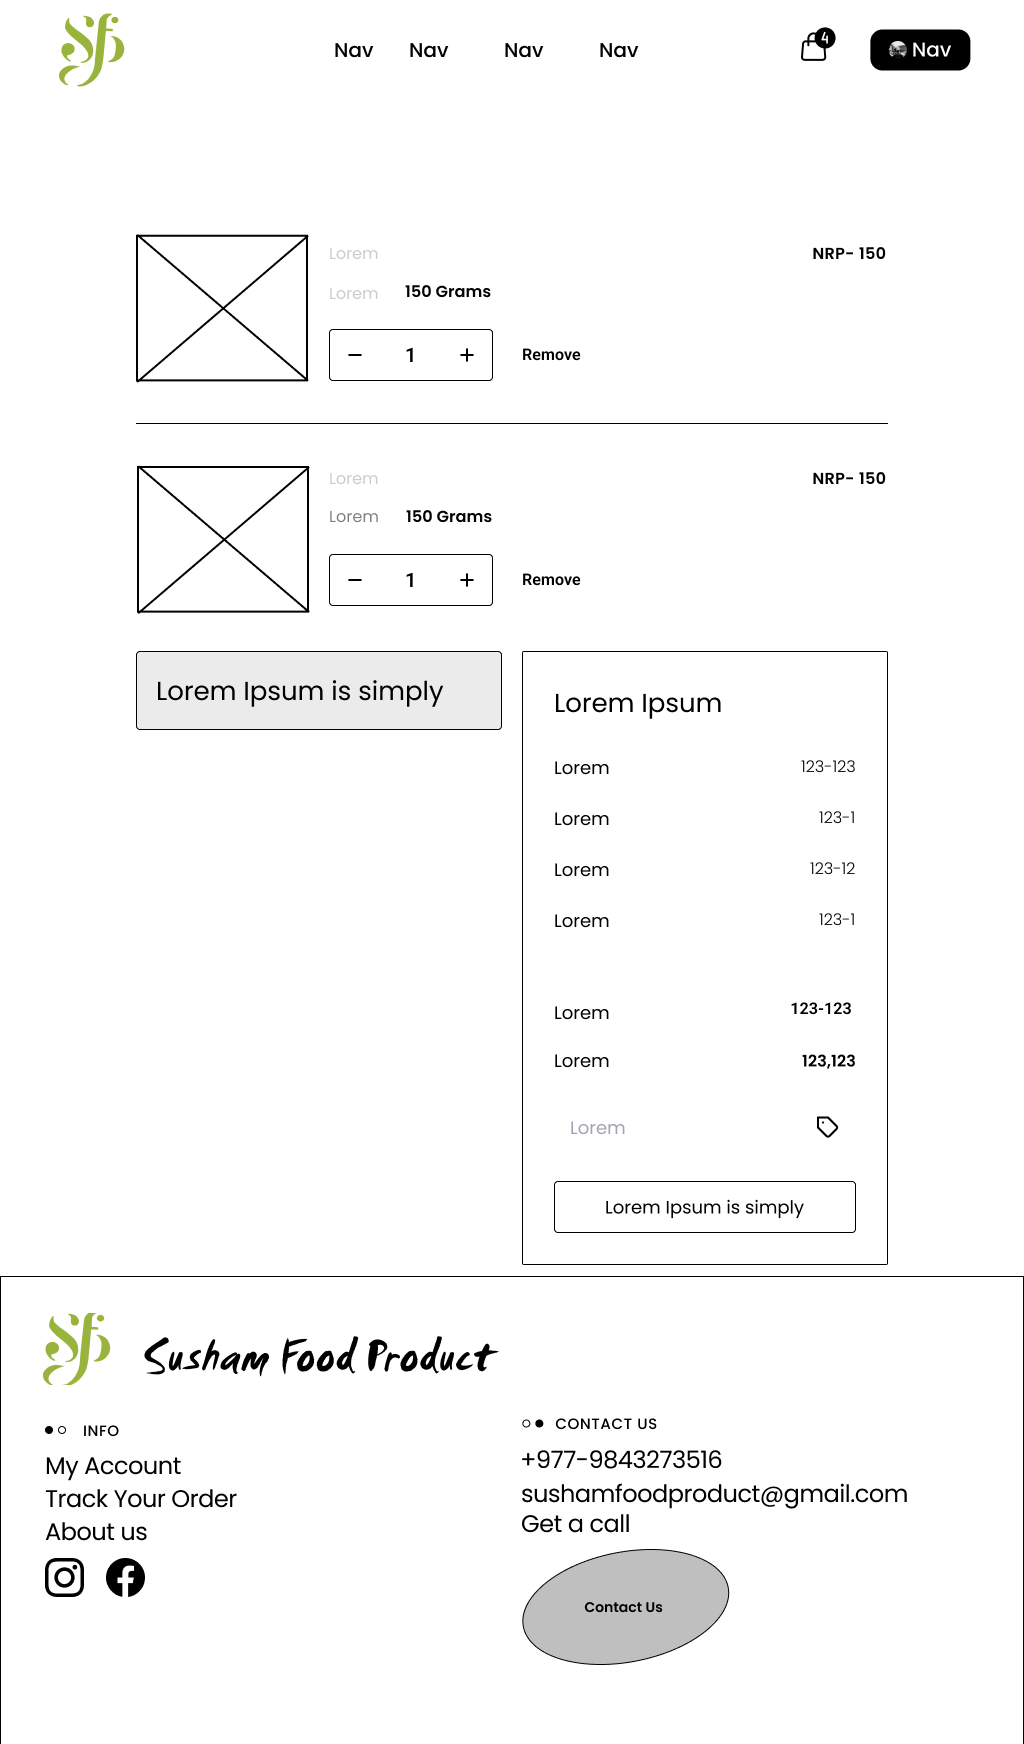 Nav Nav Nav Nav 4 Nav
Lorem NRP- 150
Lorem 150 Grams
− 1 + Remove
Lorem NRP- 150
Lorem 150 Grams
− 1 + Remove
Lorem Ipsum is simply
Lorem Ipsum
Lorem 123-123
Lorem 123-1
Lorem 123-12
Lorem 123-1
Lorem 123-123
Lorem 123,123
Lorem
Lorem Ipsum is simply
Susham Food Product
INFO
My Account
Track Your Order
About us
CONTACT US
+977-9843273516
sushamfoodproduct@gmail.com
Get a call
Contact Us